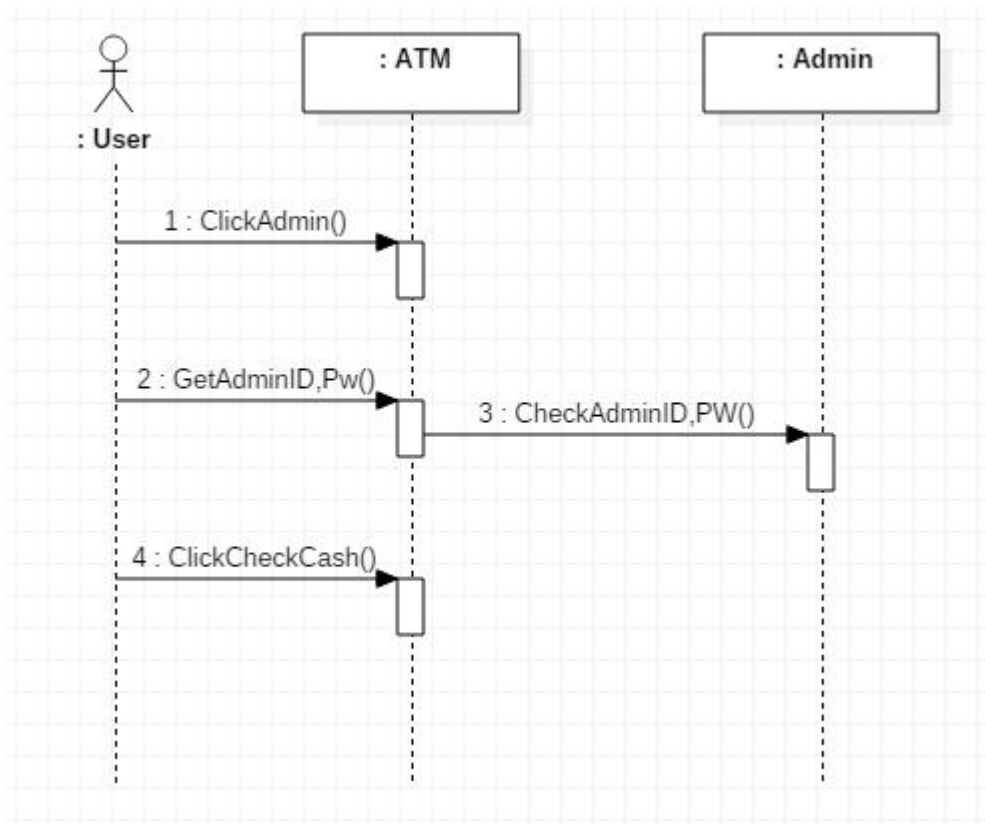 : ATM
: Admin
: User
1 : ClickAdmin()
2 : GetAdminID,Pw()
3 : CheckAdminID,PW()
4 : ClickCheckCash()